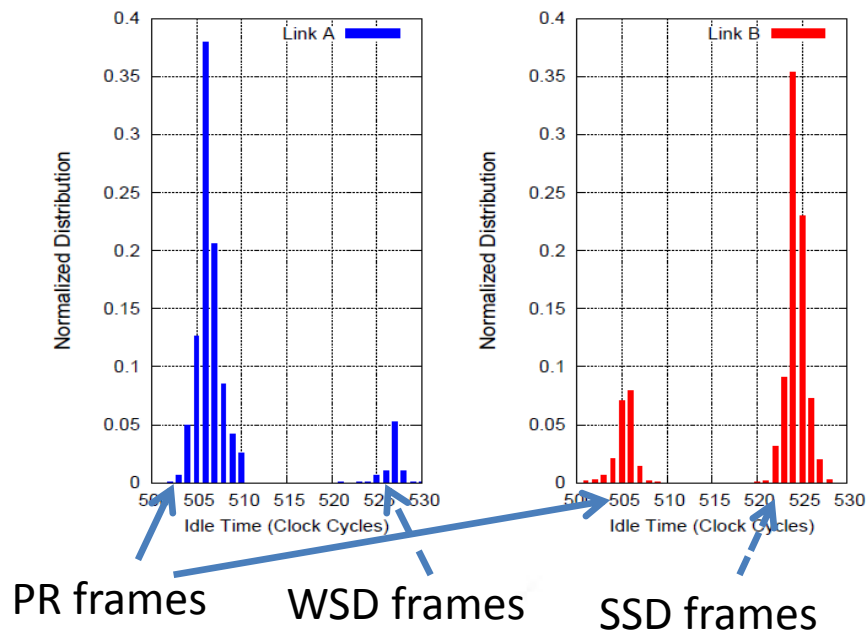 Link A
0.4
0.35
0.3
0.25
0.2
0.15
0.1
0.05
0
Normalized Distribution
505 510 515 520 530
Idle Time (Clock Cycles)
Link B
0.4
0.35
0.3
0.25
0.2
0.15
0.1
0.05
0
Normalized Distribution
505 510 515 520 525 530
Idle Time (Clock Cycles)
PR frames
WSD frames
SSD frames